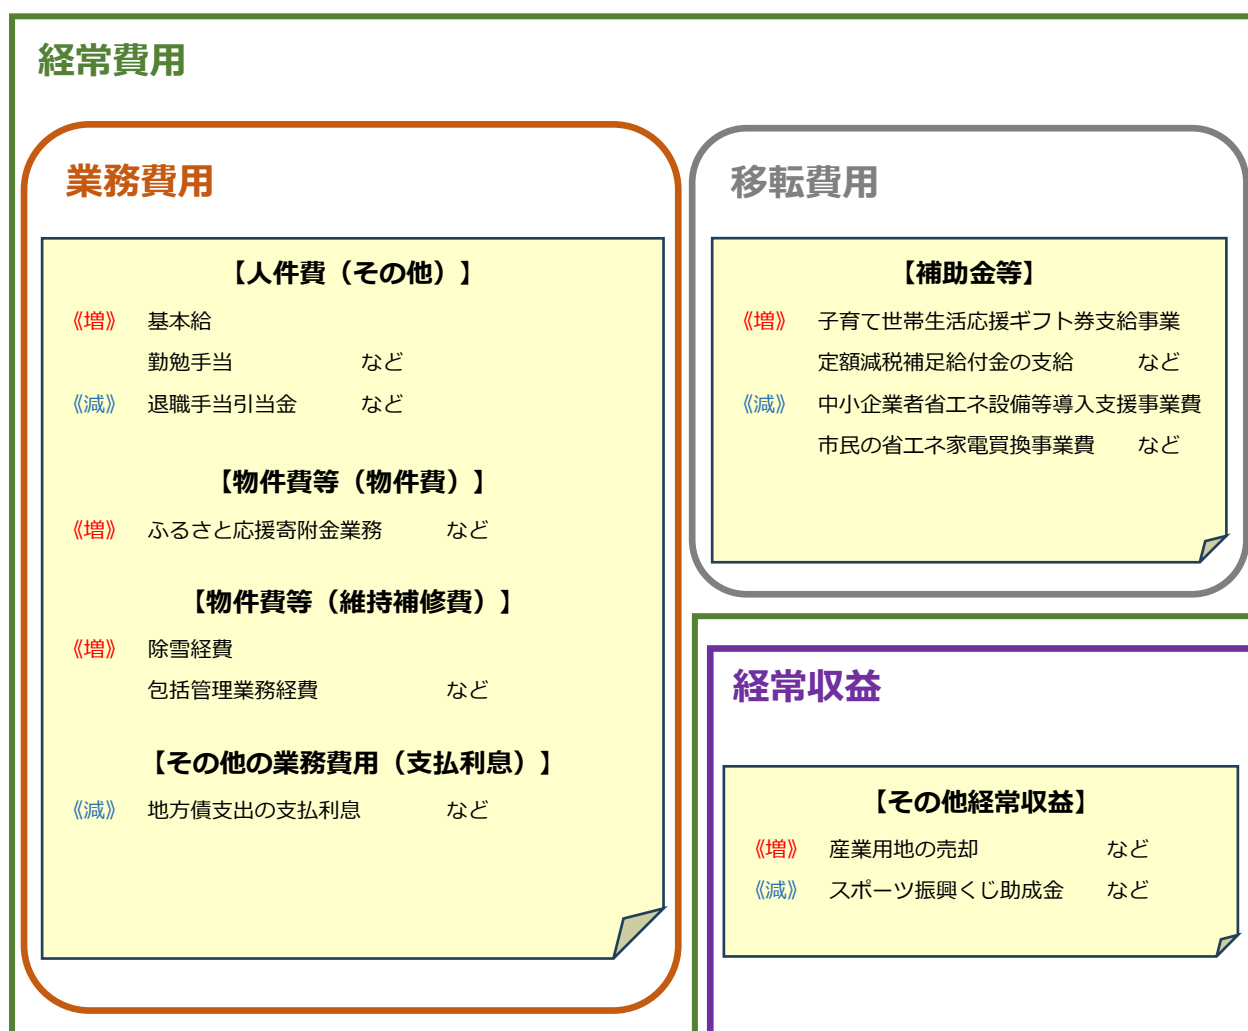 経常費用
業務費用
【人件費（その他）】
《増》 基本給
勤勉手当 など
《減》 退職手当引当金 など
【物件費等（物件費）】
《増》 ふるさと応援寄附金業務 など
【物件費等（維持補修費）】
《増》 除雪経費
包括管理業務経費 など
【その他の業務費用（支払利息）】
《減》 地方債支出の支払利息 など
移転費用
【補助金等】
《増》 子育て世帯生活応援ギフト券支給事業
定額減税補足給付金の支給 など
《減》 中小企業者省エネ設備等導入支援事業費
市民の省エネ家電買換事業費 など
経常収益
【その他経常収益】
《増》 産業用地の売却 など
《減》 スポーツ振興くじ助成金 など